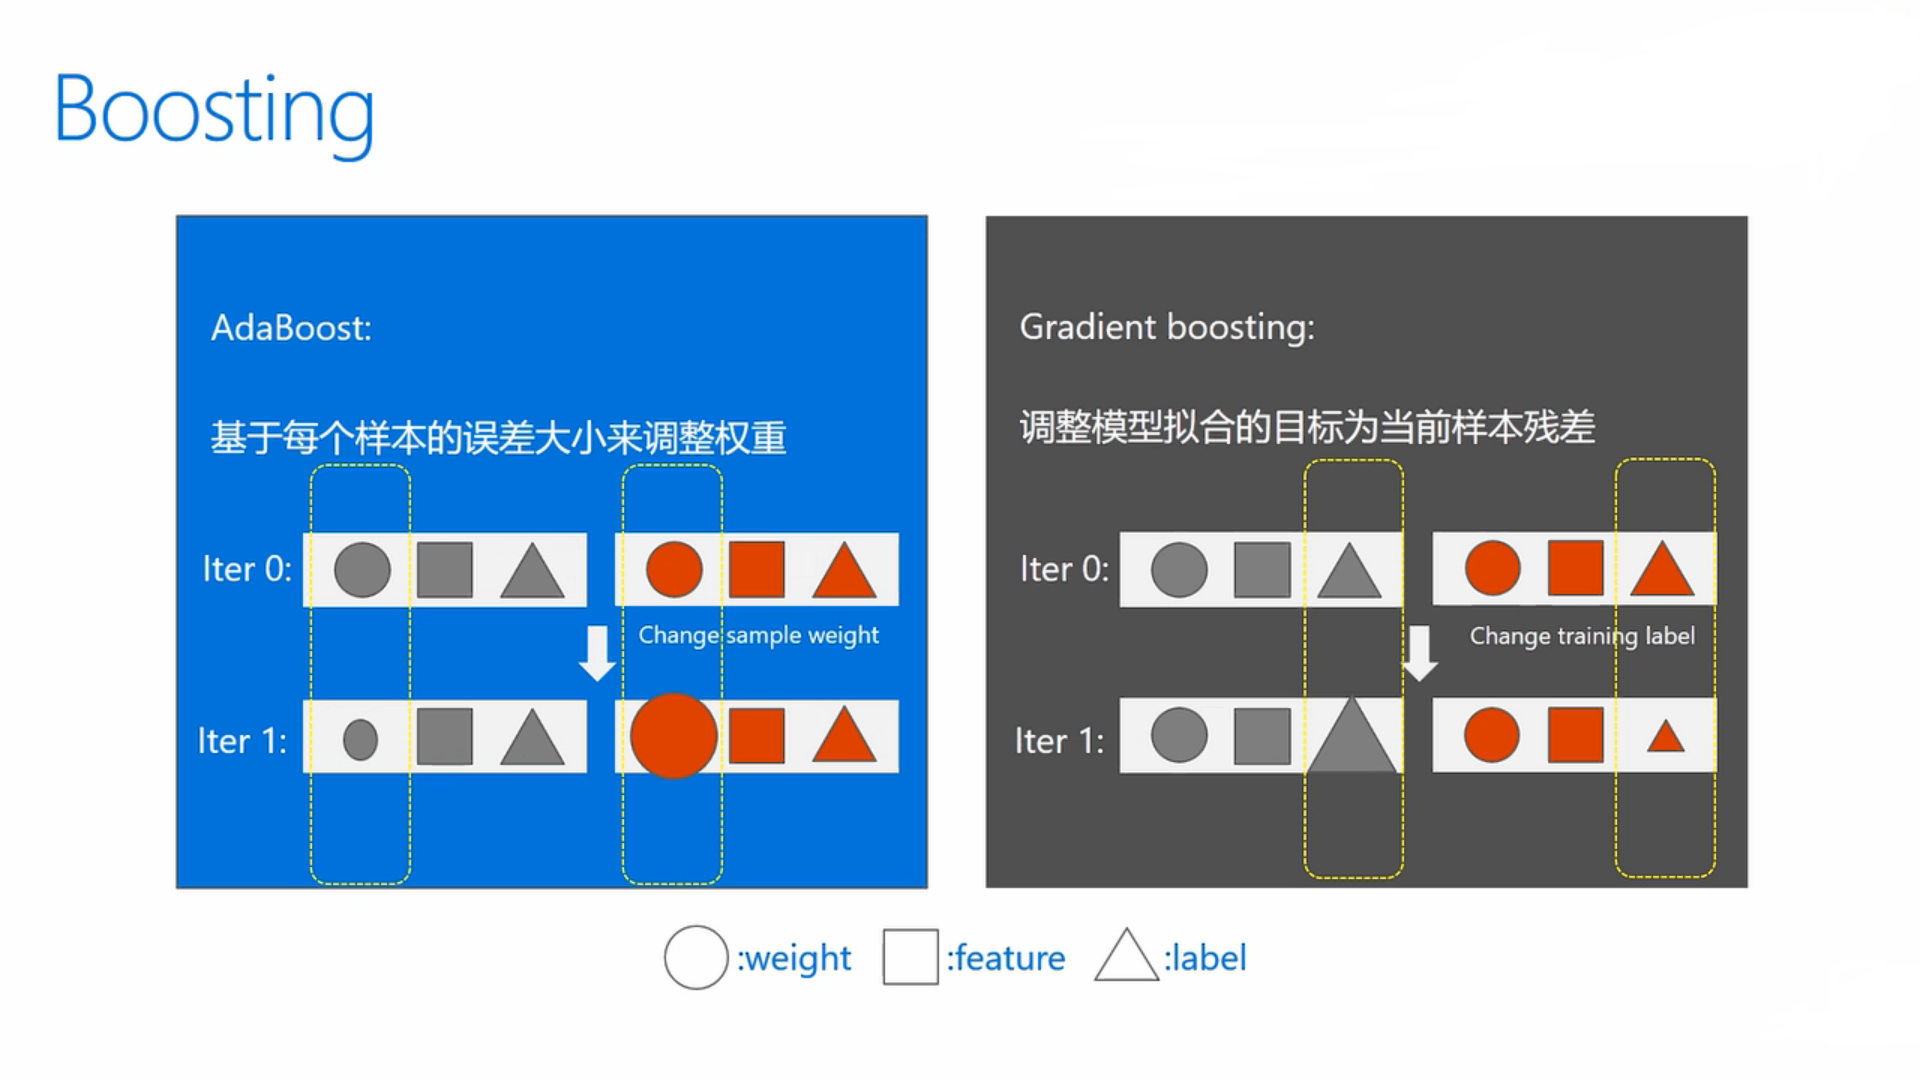 Boosting
AdaBoost:
基于每个样本的误差大小来调整权重
Iter 0:
Change sample weight
Iter 1:
Gradient boosting:
调整模型拟合的目标为当前样本残差
Iter 0:
Change training label
Iter 1:
:weight :feature :label